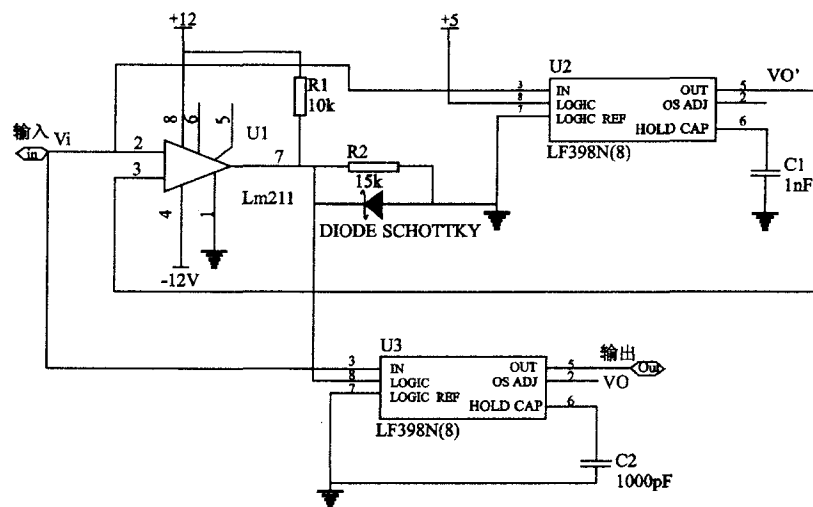 +12
+5
R1
10k
U2
3
8
7
IN
LOGIC
LOGIC REF
OUT
OS ADJ
HOLD CAP
5
2
6
VO'
LF398N(8)
C1
1nF
输入
in
Vi
2
3
8
6
5
U1
7
4
1
Lm211
-12V
R2
15k
DIODE SCHOTTKY
U3
3
8
7
IN
LOGIC
LOGIC REF
OUT
OS ADJ
HOLD CAP
5
2
6
输出
Out
VO
LF398N(8)
C2
1000pF